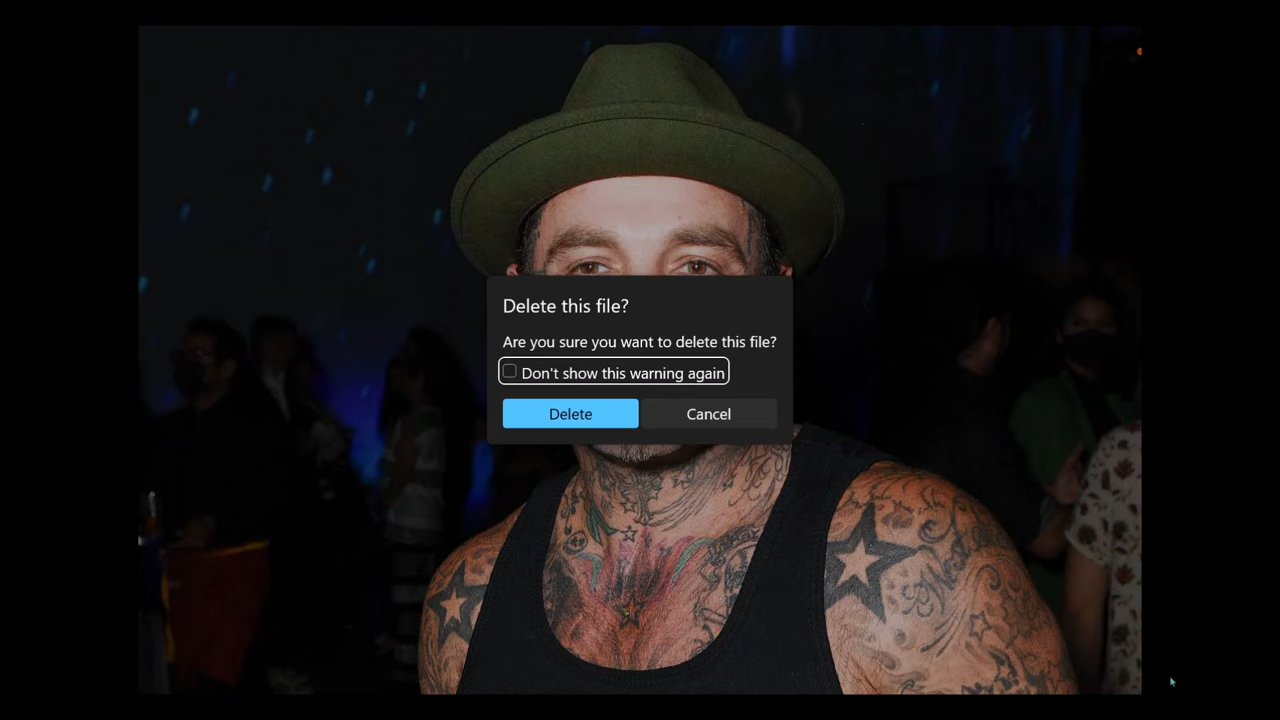 Delete this file?
Are you sure you want to delete this file?
Don't show this warning again
Delete
Cancel